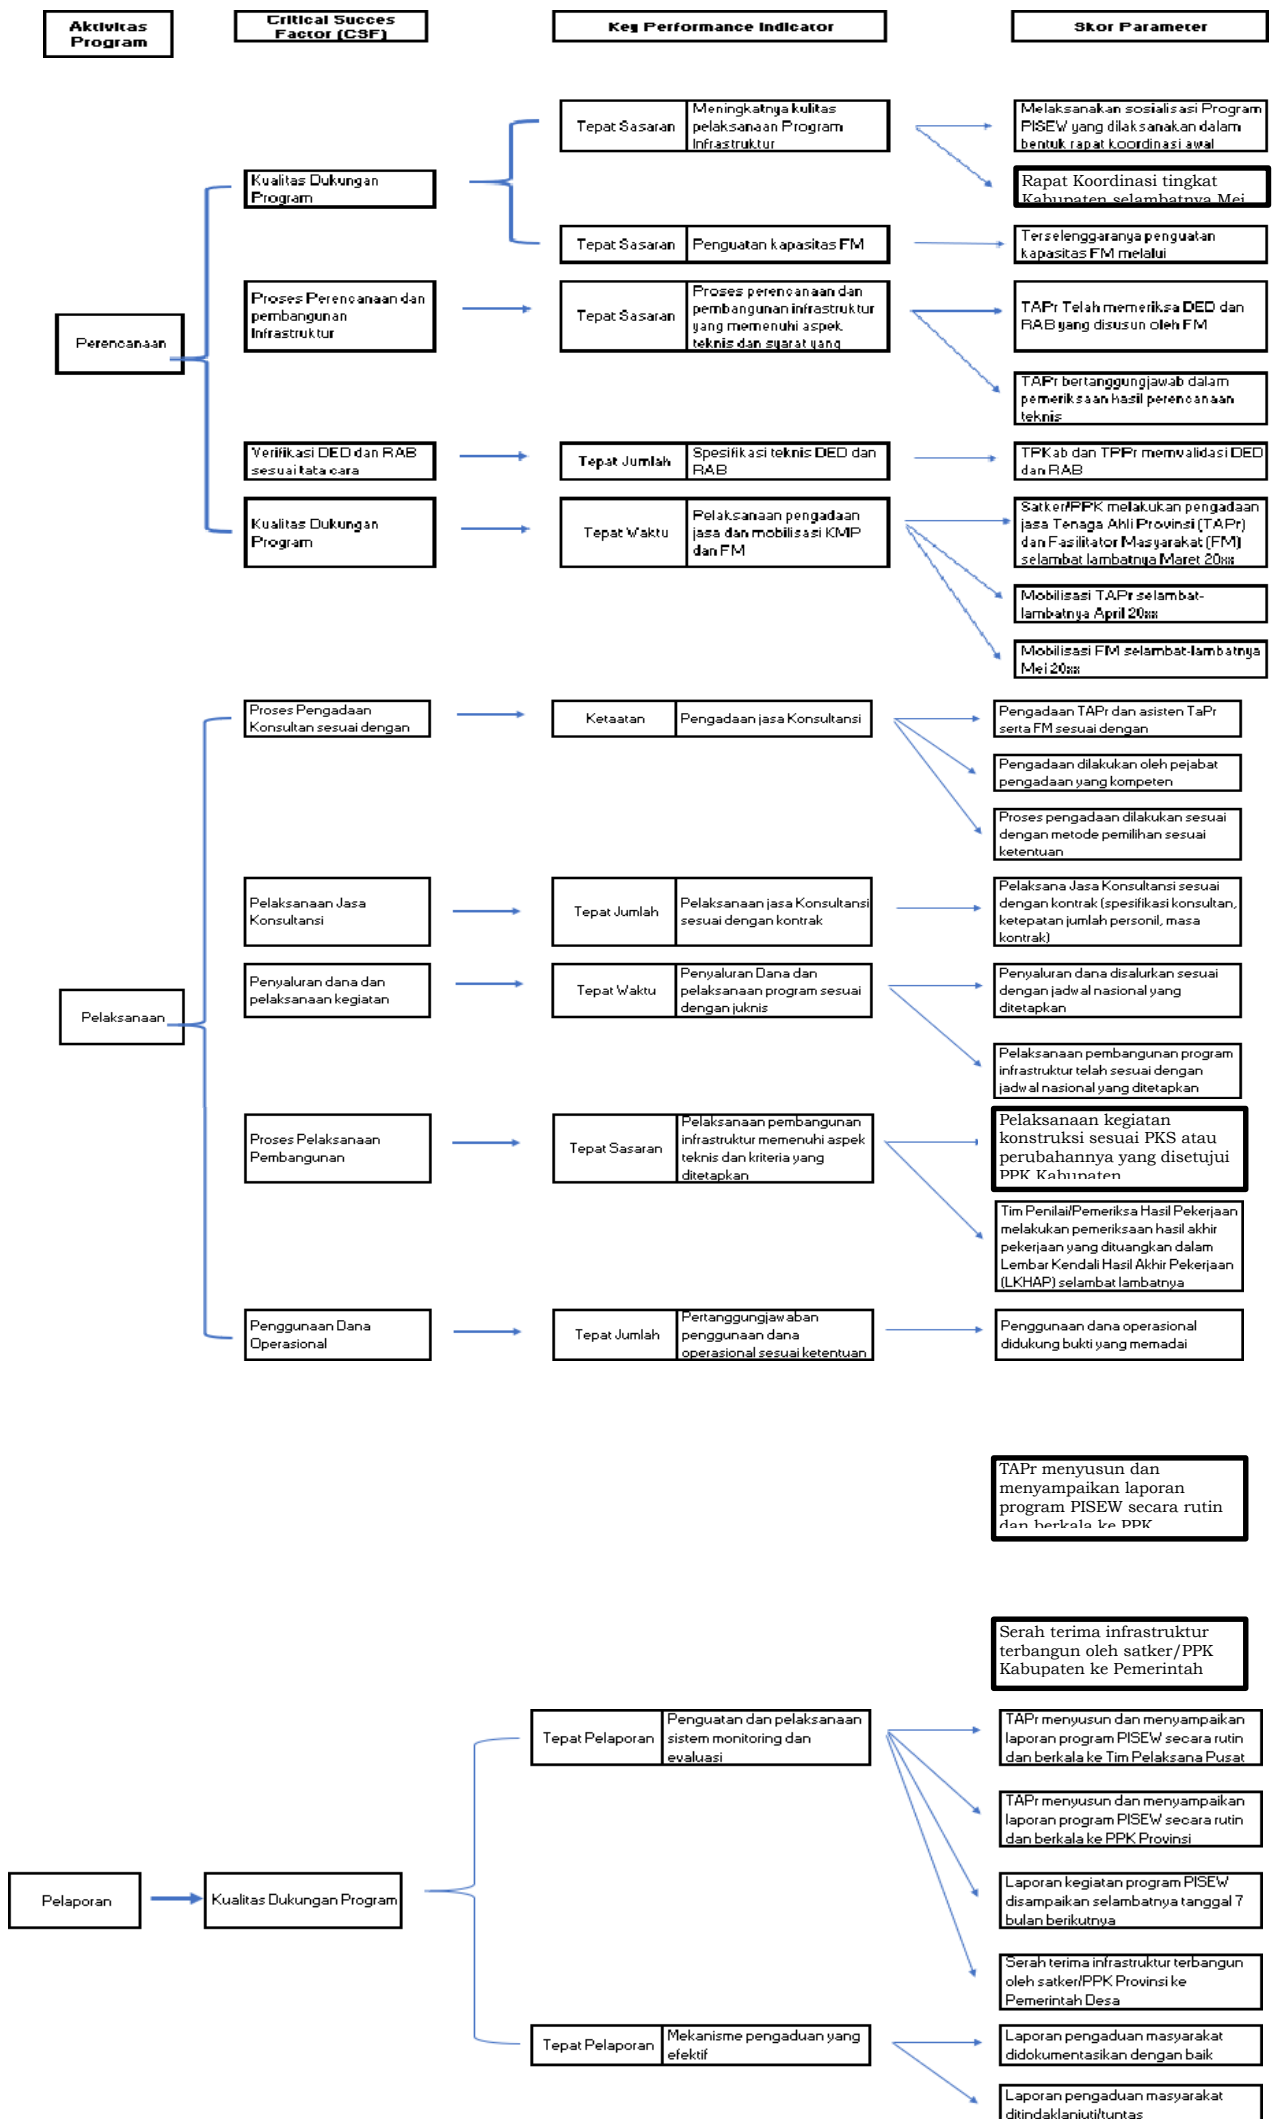 Aktivitas
Program
Critical Succes
Factor (CSF)
Key Performance Indicator
Skor Parameter
Perencanaan
Kualitas Dukungan
Program
Tepat Sasaran
Meningkatnya kulitas
pelaksanaan Program
Infrastruktur
Melaksanakan sosialisasi Program
PISEW yang dilaksanakan dalam
bentuk rapat koordinasi awal
Rapat Koordinasi tingkat
Kabupaten selambatnya Mei
Tepat Sasaran
Penguatan kapasitas FM
Terselenggaranya penguatan
kapasitas FM melalui
Proses Perencanaan dan
pembangunan
Infrastruktur
Tepat Sasaran
Proses perencanaan dan
pembangunan infrastruktur
yang memenuhi aspek
teknis dan syarat yang
TAPr Telah memeriksa DED dan
RAB yang disusun oleh FM
TAPr bertanggungjawab dalam
pemeriksaan hasil perencanaan
teknis
Verifikasi DED dan RAB
sesuai tata cara
Tepat Jumlah
Spesifikasi teknis DED dan
RAB
TPKab dan TPPr memvalidasi DED
dan RAB
Kualitas Dukungan
Program
Tepat Waktu
Pelaksanaan pengadaan
jasa dan mobilisasi KMP
dan FM
Satker/PPK melakukan pengadaan
jasa Tenaga Ahli Provinsi (TAPr)
dan Fasilitator Masyarakat (FM)
selambat lambatnya Maret 20xx
Mobilisasi TAPr selambat-
lambatnya April 20xx
Mobilisasi FM selambat-lambatnya
Mei 20xx
Pelaksanaan
Proses Pengadaan
Konsultan sesuai dengan
Ketaatan
Pengadaan jasa Konsultansi
Pengadaan TAPr dan asisten TaPr
serta FM sesuai dengan
Pengadaan dilakukan oleh pejabat
pengadaan yang kompeten
Proses pengadaan dilakukan sesuai
dengan metode pemilihan sesuai
ketentuan
Pelaksanaan Jasa
Konsultansi
Tepat Jumlah
Pelaksanaan jasa Konsultansi
sesuai dengan kontrak
Pelaksana Jasa Konsultansi sesuai
dengan kontrak (spesifikasi konsultan,
ketepatan jumlah personil, masa
kontrak)
Penyaluran dana dan
pelaksanaan kegiatan
Tepat Waktu
Penyaluran Dana dan
pelaksanaan program sesuai
dengan juknis
Penyaluran dana disalurkan sesuai
dengan jadwal nasional yang
ditetapkan
Pelaksanaan pembangunan program
infrastruktur telah sesuai dengan
jadwal nasional yang ditetapkan
Proses Pelaksanaan
Pembangunan
Tepat Sasaran
Pelaksanaan pembangunan
infrastruktur memenuhi aspek
teknis dan kriteria yang
ditetapkan
Pelaksanaan kegiatan
konstruksi sesuai PKS atau
perubahannya yang disetujui
PPK Kabupaten
Tim Penilai/Pemeriksa Hasil Pekerjaan
melakukan pemeriksaan hasil akhir
pekerjaan yang dituangkan dalam
Lembar Kendali Hasil Akhir Pekerjaan
(LKHAP) selambat lambatnya
Penggunaan Dana
Operasional
Tepat Jumlah
Pertanggungjawaban
penggunaan dana
operasional sesuai ketentuan
Penggunaan dana operasional
didukung bukti yang memadai
TAPr menyusun dan
menyampaikan laporan
program PISEW secara rutin
dan berkala ke PPK
Serah terima infrastruktur
terbangun oleh satker/PPK
Kabupaten ke Pemerintah
Pelaporan
Kualitas Dukungan Program
Tepat Pelaporan
Penguatan dan pelaksanaan
sistem monitoring dan
evaluasi
TAPr menyusun dan menyampaikan
laporan program PISEW secara rutin
dan berkala ke Tim Pelaksana Pusat
TAPr menyusun dan menyampaikan
laporan program PISEW secara rutin
dan berkala ke PPK Provinsi
Laporan kegiatan program PISEW
disampaikan selambatnya tanggal 7
bulan berikutnya
Serah terima infrastruktur terbangun
oleh satker/PPK Provinsi ke
Pemerintah Desa
Tepat Pelaporan
Mekanisme pengaduan yang
efektif
Laporan pengaduan masyarakat
didokumentasikan dengan baik
Laporan pengaduan masyarakat
ditindaklanjuti/tuntas